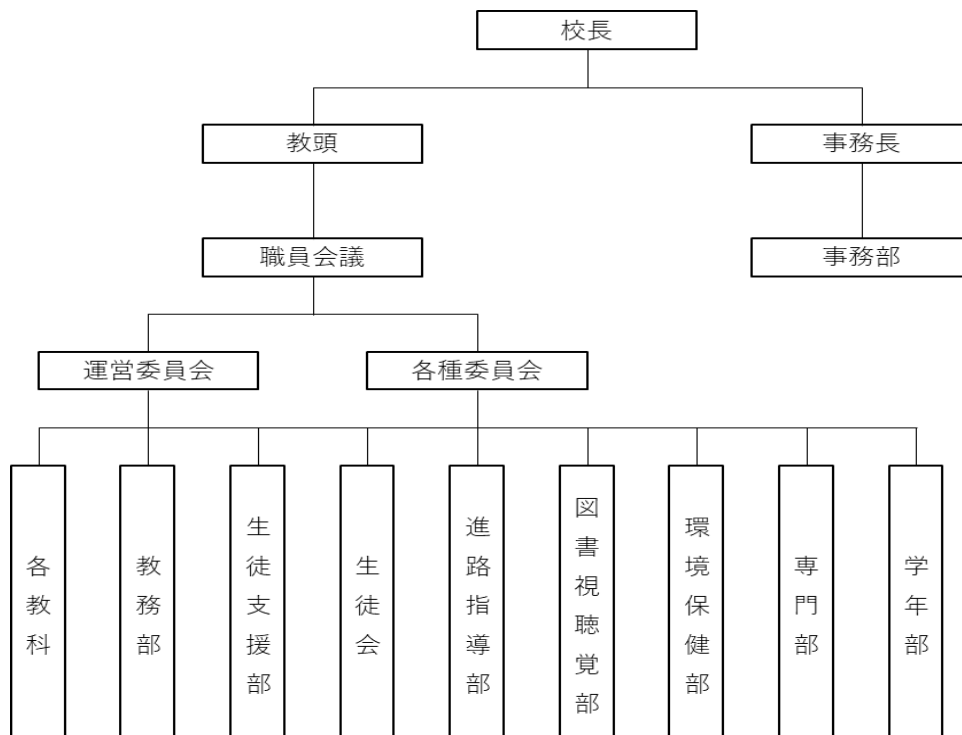 校長
教頭
事務長
職員会議
事務部
運営委員会
各種委員会
各教科
教務部
生徒支援部
生徒会
進路指導部
図書視聴覚部
環境保健部
専門部
学年部